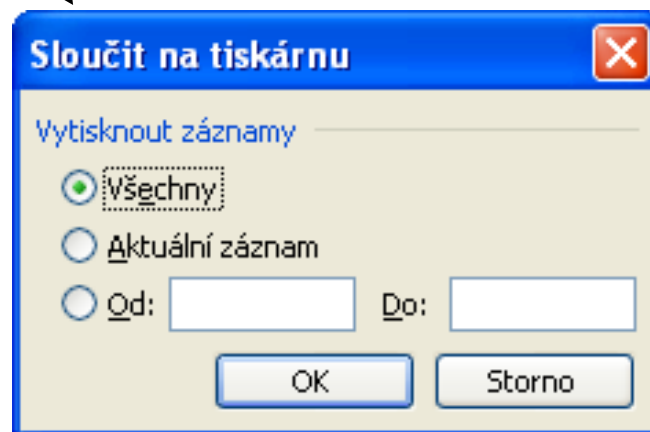 Sloučit na tiskárnu
Vytisknout záznamy
Všechny
Aktuální záznam
Od: Do:
OK Storno